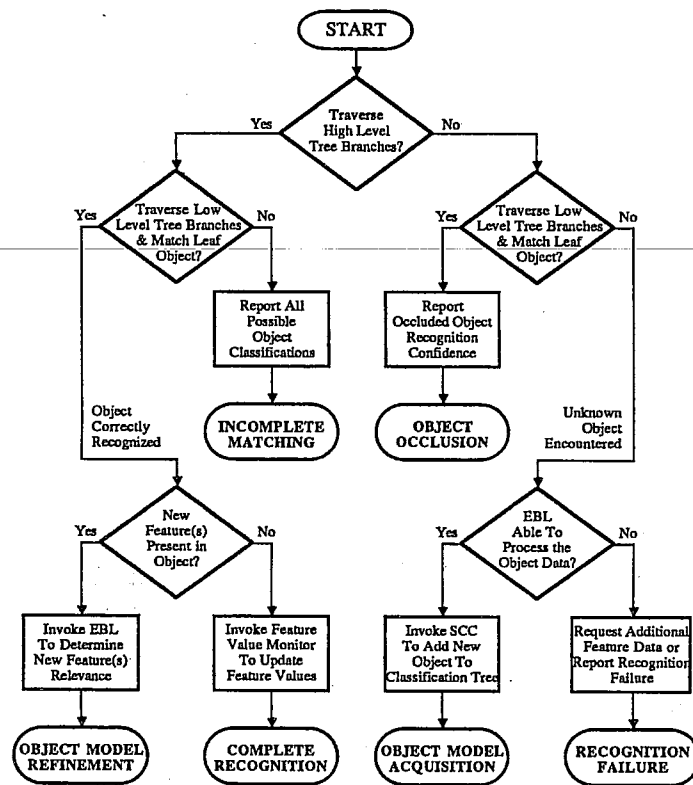 START
Traverse
High Level
Tree Branches?
Yes
No
Traverse Low
Level Tree Branches
& Match Leaf
Object?
Yes
No
Traverse Low
Level Tree Branches
& Match Leaf
Object?
Yes
No
Report All
Possible
Object
Classifications
Report
Occluded Object
Recognition
Confidence
INCOMPLETE
MATCHING
OBJECT
OCCLUSION
Object
Correctly
Recognized
Unknown
Object
Encountered
New
Feature(s)
Present in
Object?
Yes
No
EBL
Able To
Process the
Object Data?
Yes
No
Invoke EBL
To Determine
New Feature(s)
Relevance
Invoke Feature
Value Monitor
To Update
Feature Values
Invoke SCC
To Add New
Object To
Classification Tree
Request Additional
Feature Data or
Report Recognition
Failure
OBJECT MODEL
REFINEMENT
COMPLETE
RECOGNITION
OBJECT MODEL
ACQUISITION
RECOGNITION
FAILURE